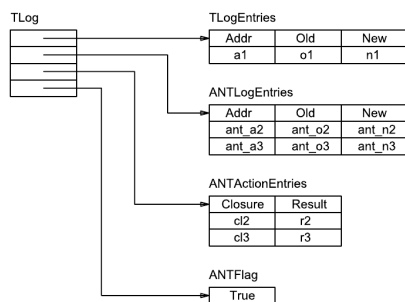 TLog
TLogEntries
Addr Old New
a1 o1 n1
ANTLogEntries
Addr Old New
ant_a2 ant_o2 ant_n2
ant_a3 ant_o3 ant_n3
ANTActionEntries
Closure Result
cl2 r2
cl3 r3
ANTFlag
True